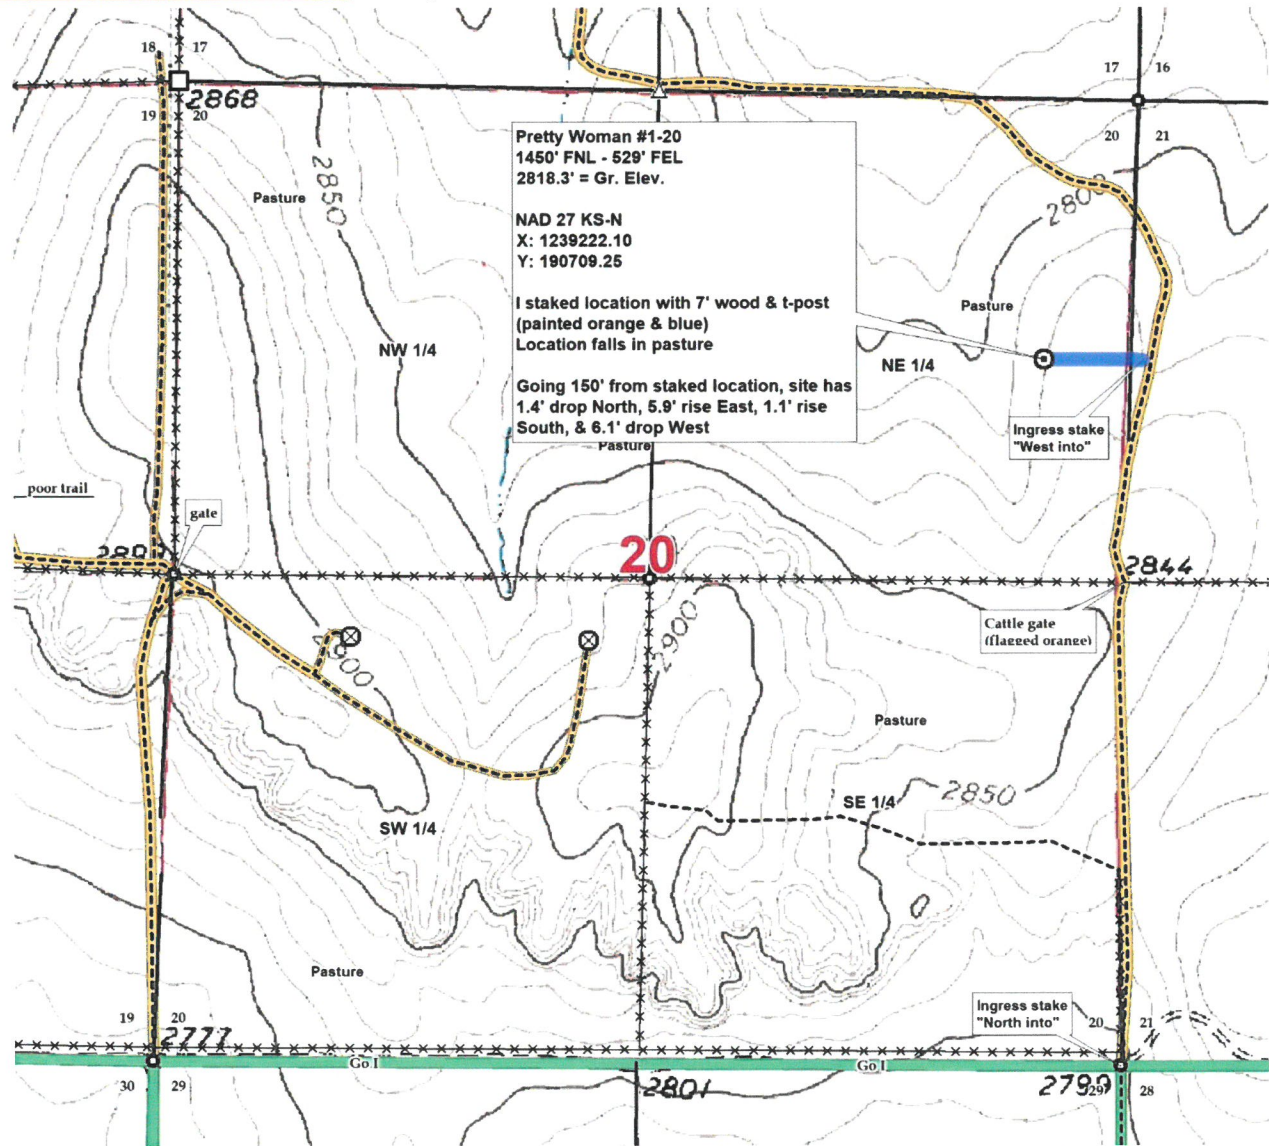 18 17
17 16
2868
19 20
20 21
Pretty Woman #1-20
1450' FNL - 529' FEL
2818.3' = Gr. Elev.
NAD 27 KS-N
X: 1239222.10
Y: 190709.25
I staked location with 7' wood & t-post
(painted orange & blue)
Location falls in pasture
Going 150' from staked location, site has
1.4' drop North, 5.9' rise East, 1.1' rise
South, & 6.1' drop West
Pasture
2850
2800
Pasture
NW 1/4
NE 1/4
Ingress stake
"West into"
Pasture
poor trail
gate
20
2844
Cattle gate
(flagged orange)
2900
2900
Pasture
SE 1/4
2850
SW 1/4
Pasture
Ingress stake
"North into"
19 20
20 21
2777
Go I
Go I
30 29
2801
2799
29 28